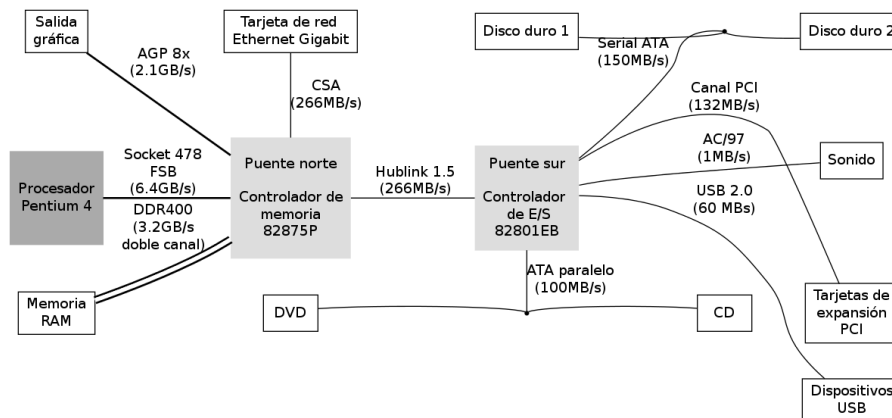 Salida
gráfica
Tarjeta de red
Ethernet Gigabit
Disco duro 1
Disco duro 2
AGP 8x
(2.1GB/s)
CSA
(266MB/s)
Serial ATA
(150MB/s)
Canal PCI
(132MB/s)
AC/97
(1MB/s)
Sonido
USB 2.0
(60 MBs)
Procesador
Pentium 4
Socket 478
FSB
(6.4GB/s)
DDR400
(3.2GB/s
doble canal)
Puente norte
Controlador de
memoria
82875P
Hublink 1.5
(266MB/s)
Puente sur
Controlador
de E/S
82801EB
ATA paralelo
(100MB/s)
Memoria
RAM
DVD
CD
Tarjetas de
expansión
PCI
Dispositivos
USB